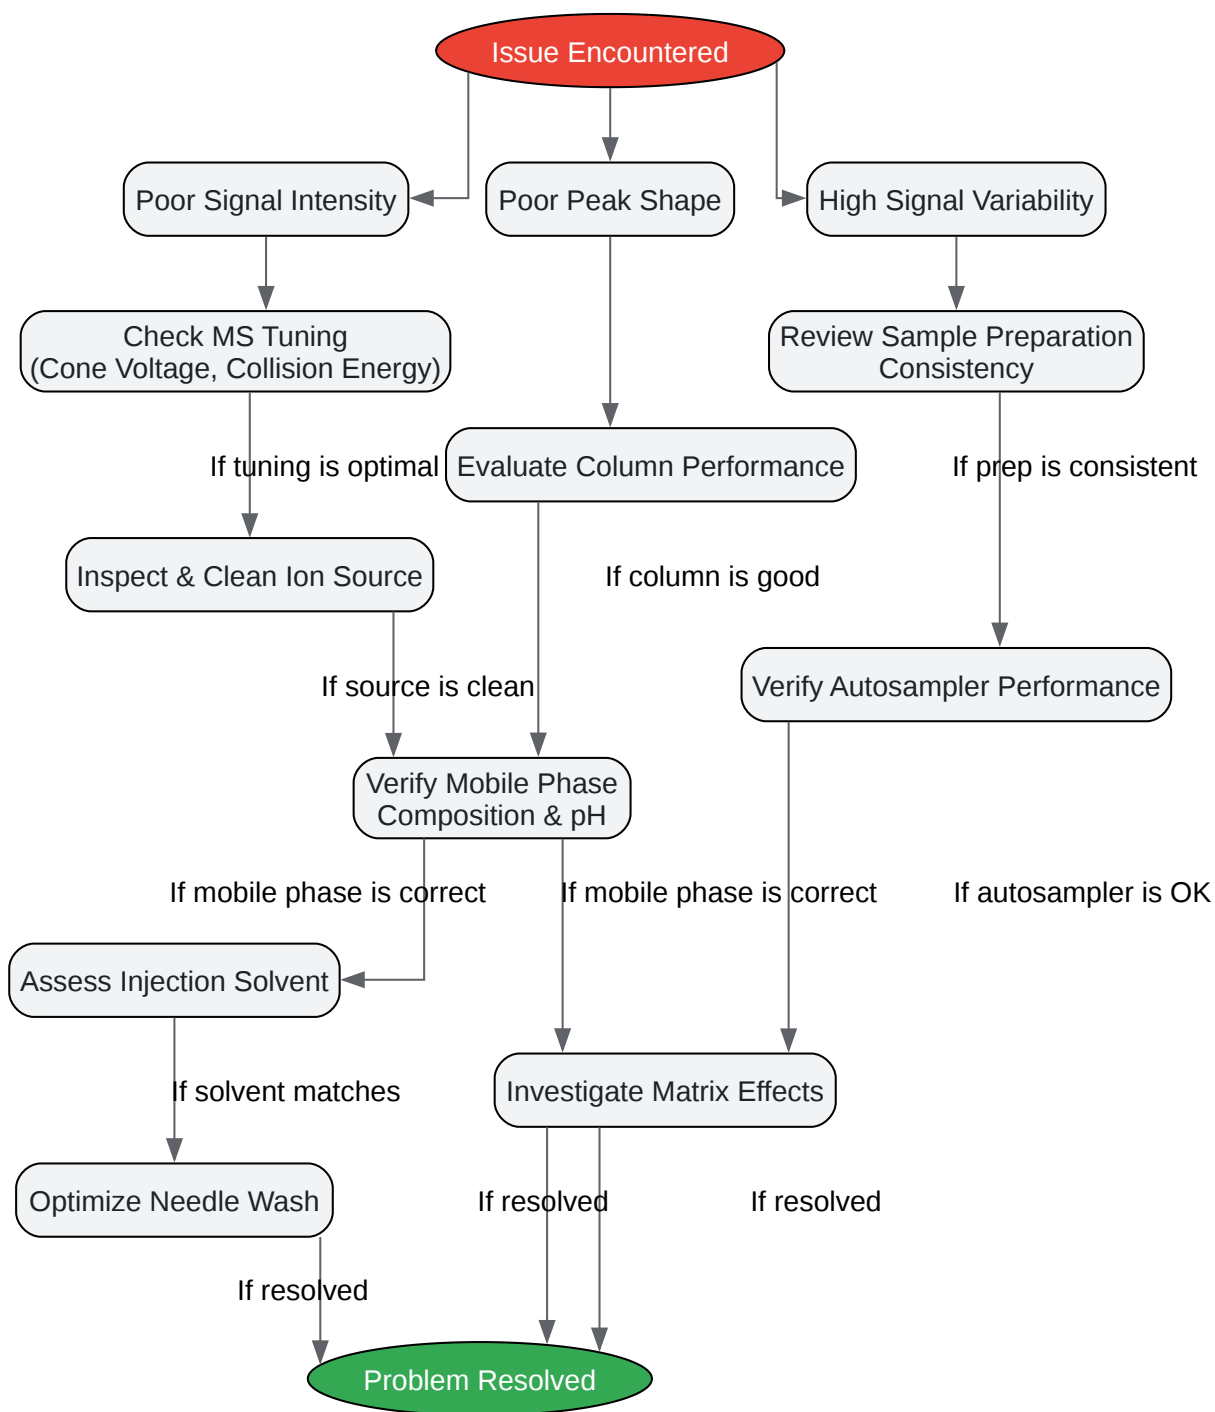 Issue Encountered
Poor Signal Intensity
Poor Peak Shape
High Signal Variability
Check MS Tuning
(Cone Voltage, Collision Energy)
Review Sample Preparation
Consistency
If tuning is optimal
Evaluate Column Performance
If prep is consistent
Inspect & Clean Ion Source
If column is good
If source is clean
Verify Autosampler Performance
Verify Mobile Phase
Composition & pH
If mobile phase is correct
If mobile phase is correct
If autosampler is OK
Assess Injection Solvent
If solvent matches
Investigate Matrix Effects
Optimize Needle Wash
If resolved
If resolved
If resolved
Problem Resolved